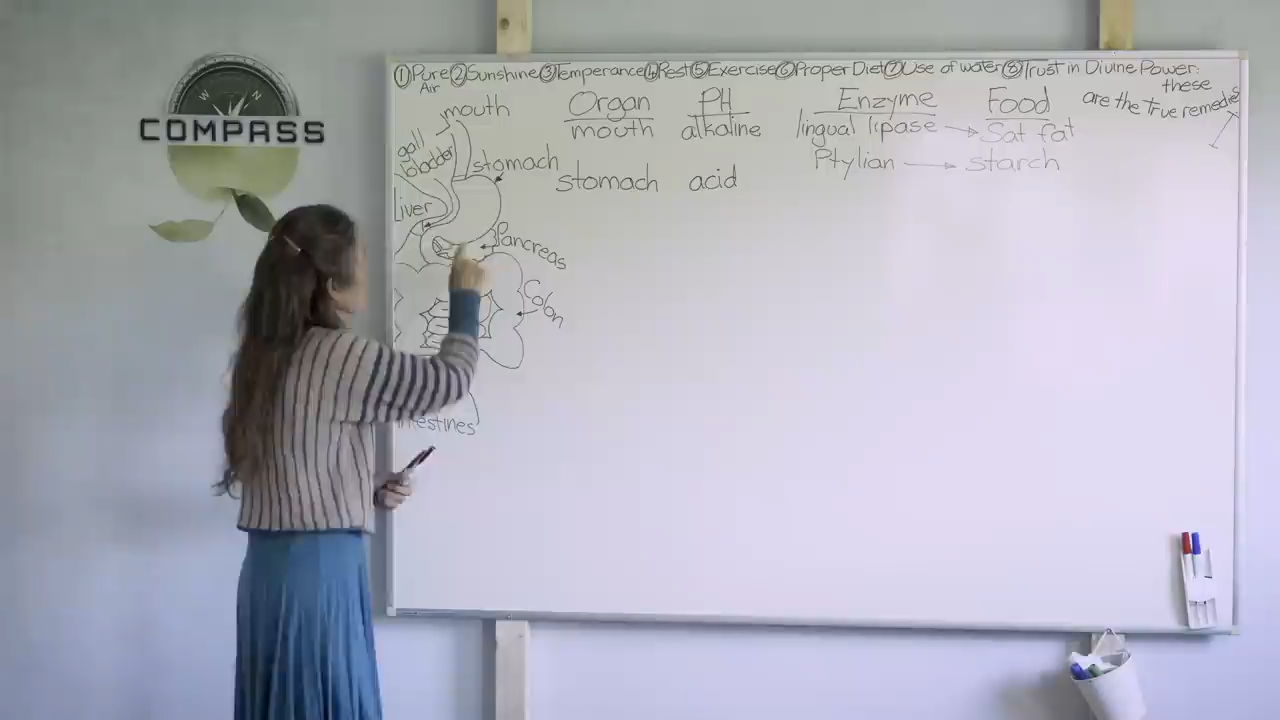 W N
COMPASS
①Pure Air ②Sunshine ③Temperance ④Rest ⑤Exercise ⑥Proper Diet ⑦Use of water ⑧Trust in Divine Power:
these
are the True remedies
mouth
gall
bladder
stomach
Liver
Pancreas
Colon
intestines
Organ PH Enzyme Food
mouth alkaline lingual lipase → Sat fat
Ptylian → starch
stomach acid